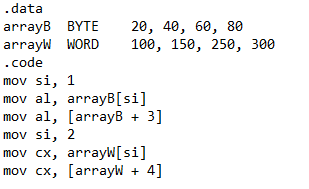 .data
arrayB  BYTE    20, 40, 60, 80
arrayW  WORD    100, 150, 250, 300
.code
mov si, 1
mov al, arrayB[si]
mov al, [arrayB + 3]
mov si, 2
mov cx, arrayW[si]
mov cx, [arrayW + 4]